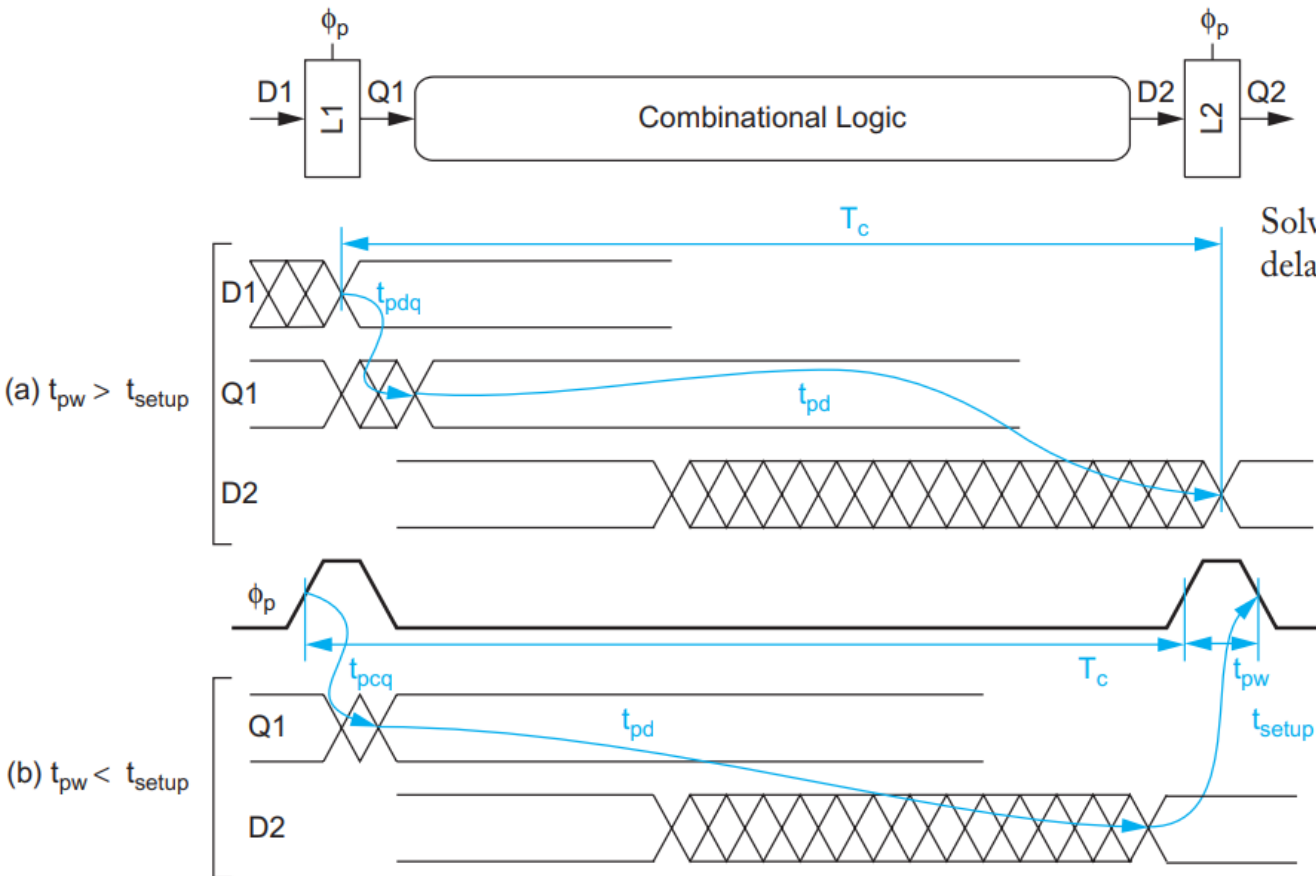 ϕp ϕp
D1 L1 Q1 Combinational Logic D2 L2 Q2
Tc
Solv
dela
D1 tpdq
(a) tpw > tsetup Q1 tpd
D2
ϕp
tpcq Tc tpw
Q1 tpd tsetup
(b) tpw < tsetup
D2